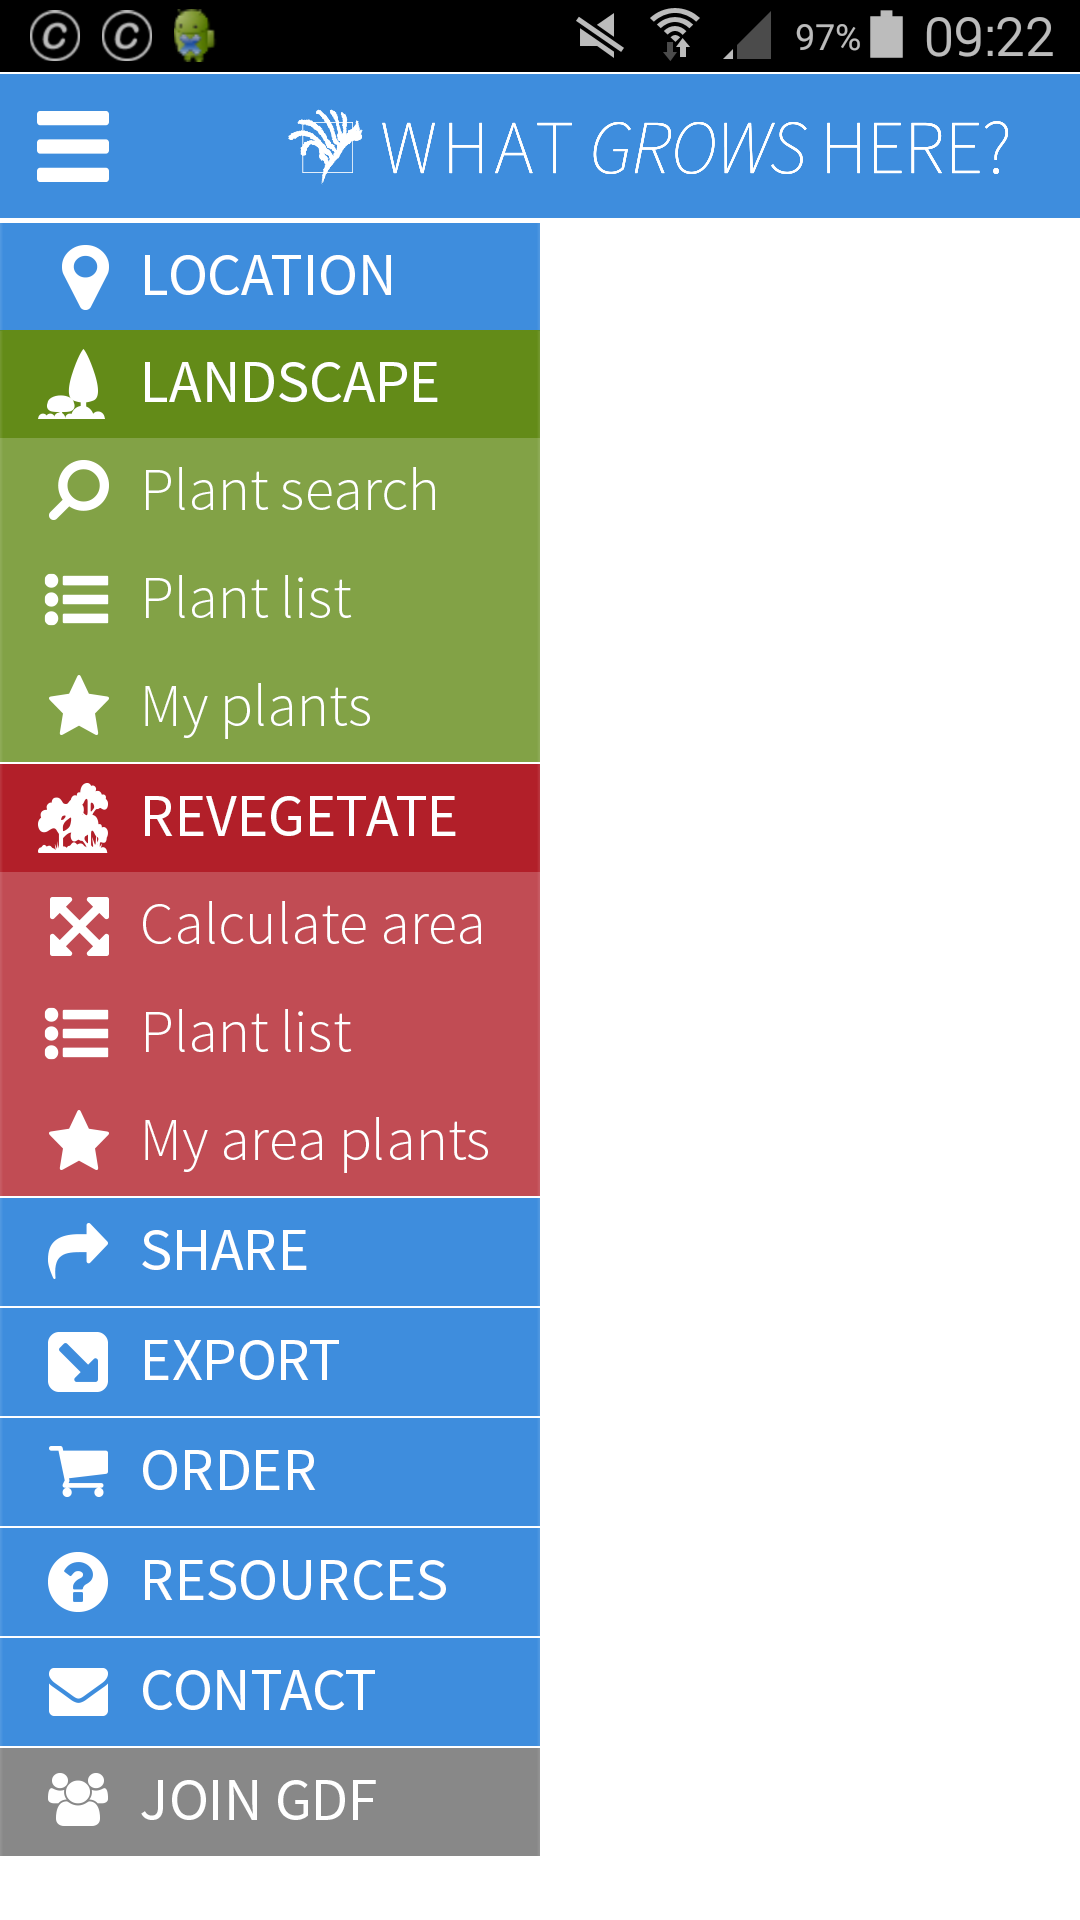 97% 09:22
WHAT GROWS HERE?
LOCATION
LANDSCAPE
Plant search
Plant list
My plants
REVEGETATE
Calculate area
Plant list
My area plants
SHARE
EXPORT
ORDER
RESOURCES
CONTACT
JOIN GDF